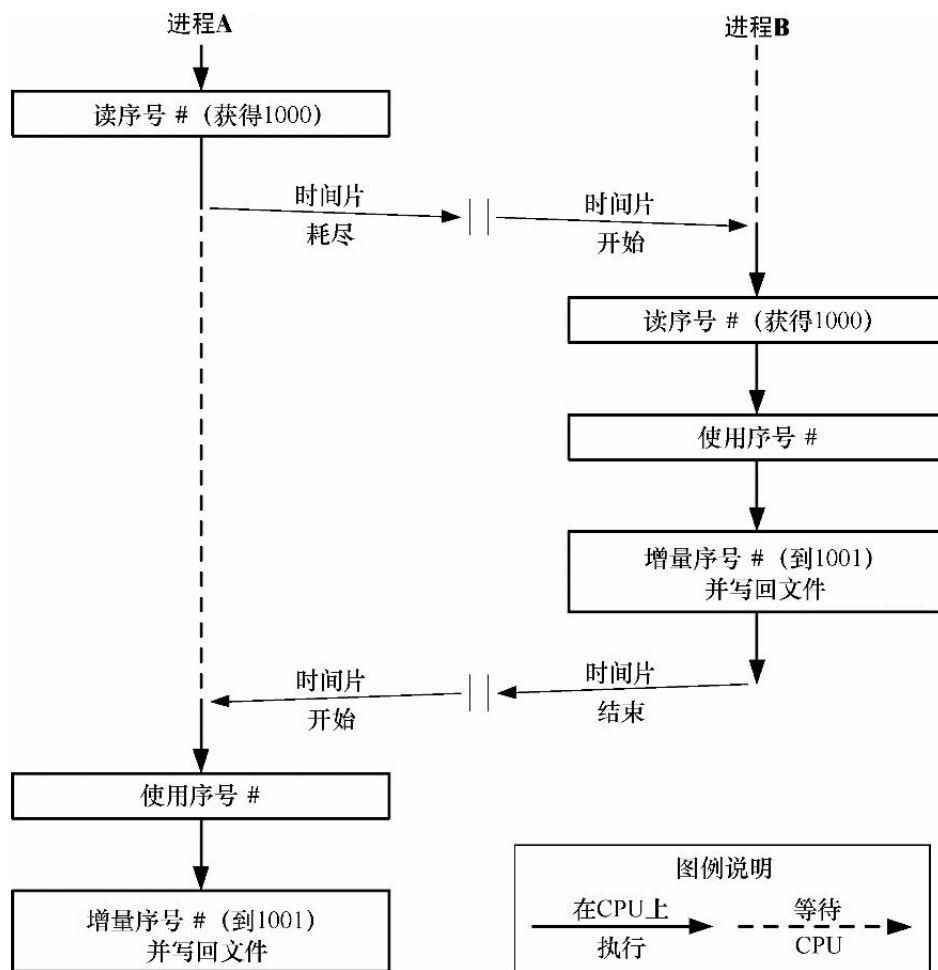 进程A
进程B
读序号 # (获得1000)
时间片
耗尽
时间片
开始
读序号 # (获得1000)
使用序号 #
增量序号 # (到1001)
并写回文件
时间片
结束
时间片
开始
使用序号 #
增量序号 # (到1001)
并写回文件
图例说明
在CPU上
执行
等待
CPU